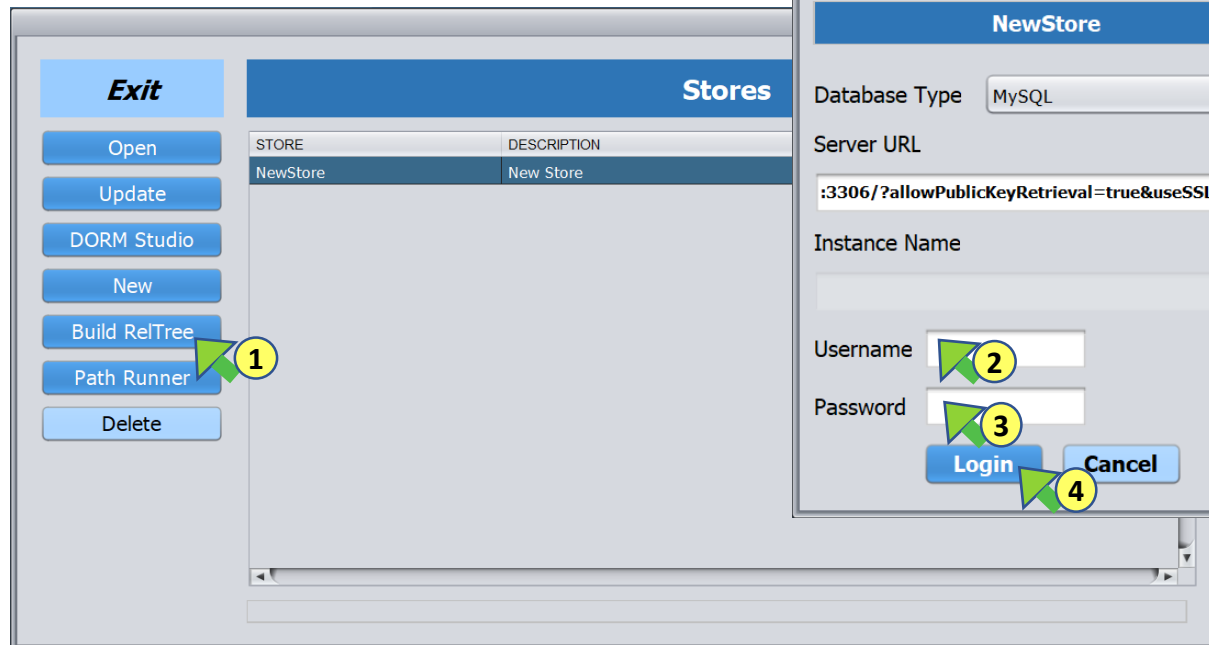 Exit
Stores
Open
Update
DORM Studio
New
Build RelTree
Path Runner
Delete
STORE DESCRIPTION
NewStore New Store
1
NewStore
Database Type MySQL
Server URL
:3306/?allowPublicKeyRetrieval=true&useSSL
Instance Name
Username
2
Password
3
Login Cancel
4